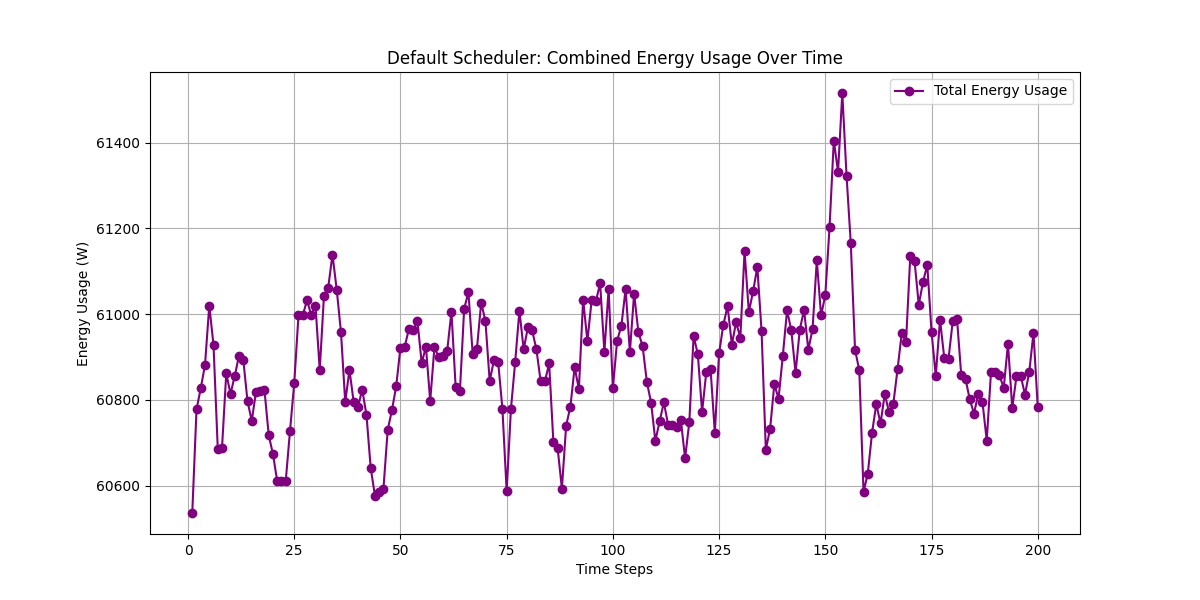 Default Scheduler: Combined Energy Usage Over Time
Total Energy Usage
Energy Usage (W)
61400
61200
61000
60800
60600
0 25 50 75 100 125 150 175 200
Time Steps